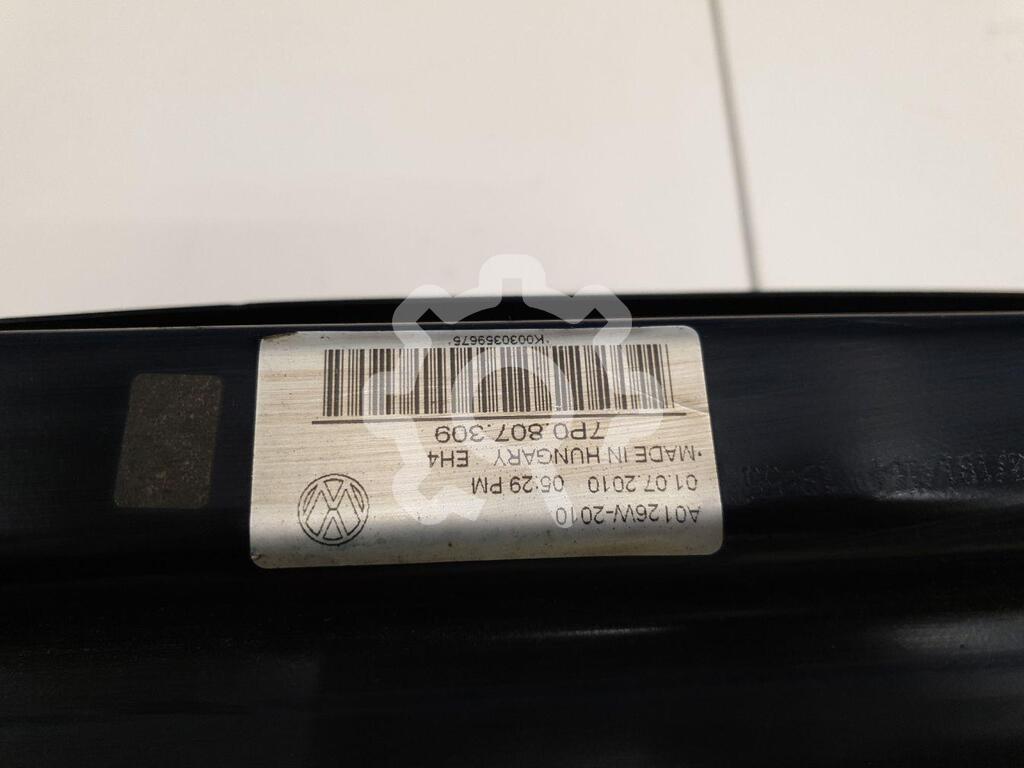 A0126W-2010
01.07.2010 05:29 PM
*MADE IN HUNGARY EH4
7P0.807.309
*K0030359675*